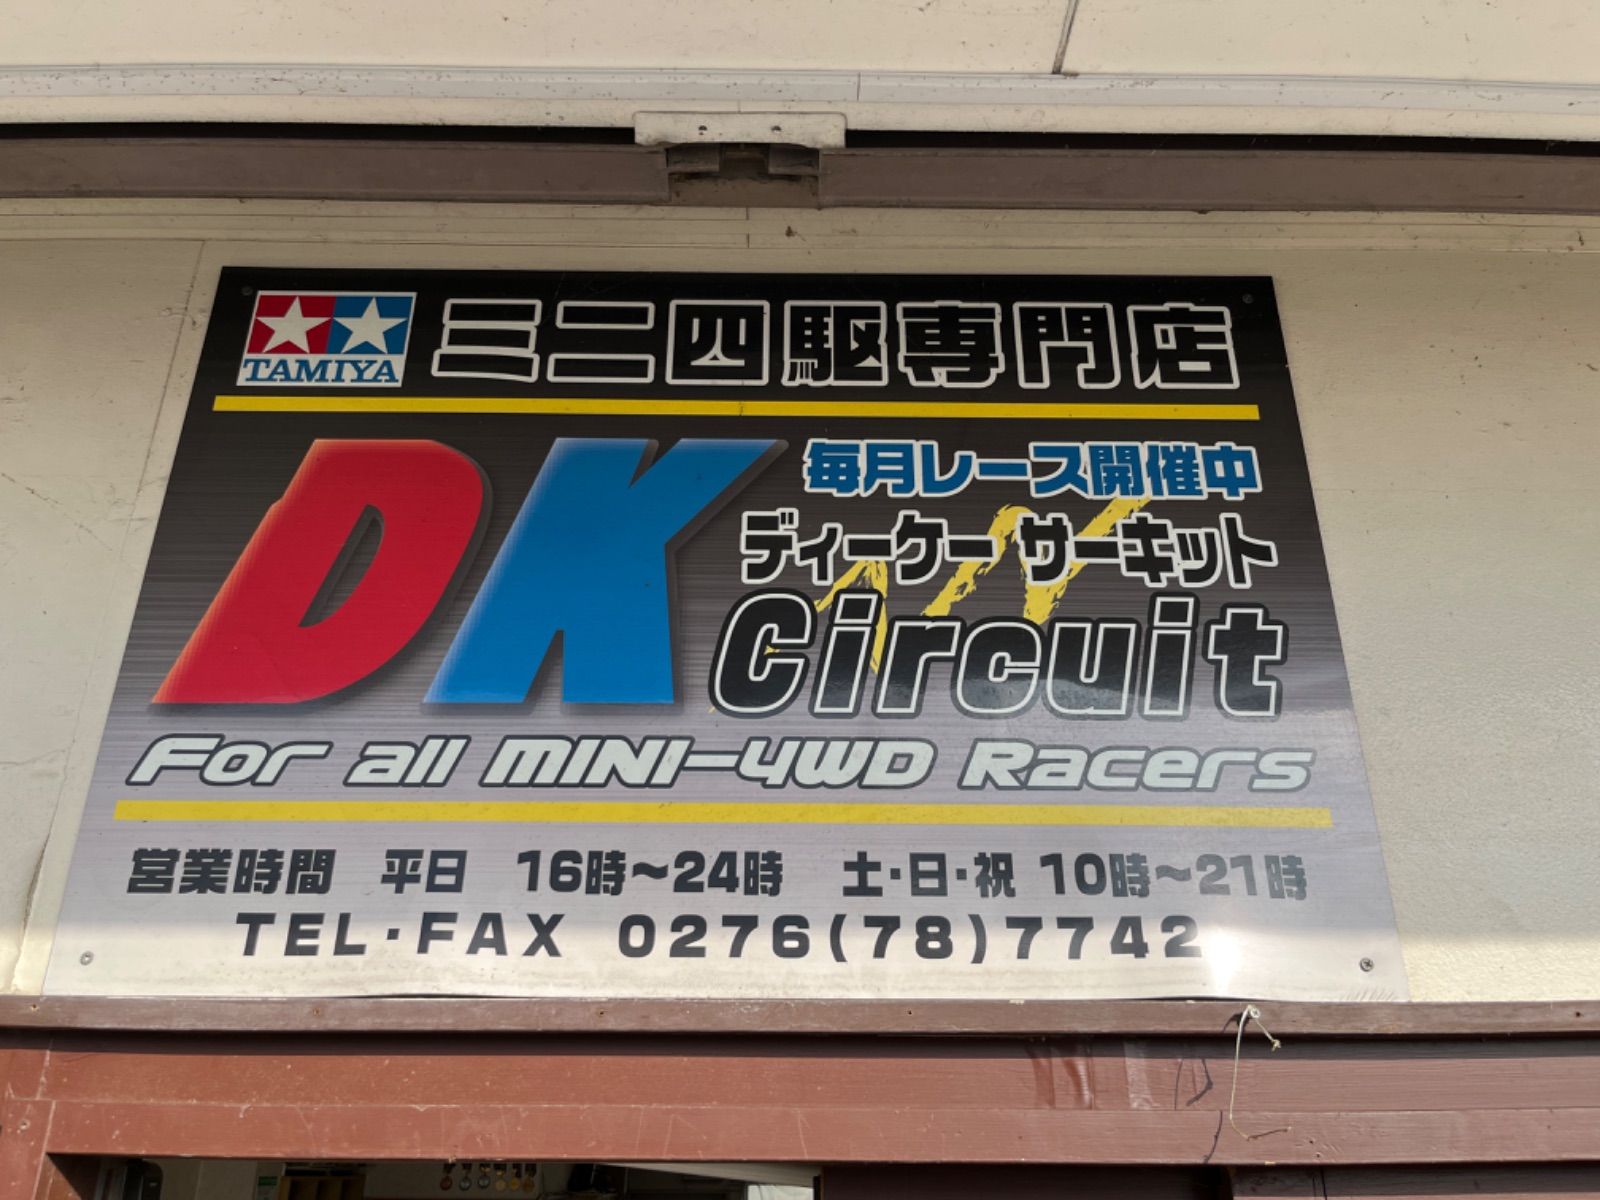 TAMIYA ミニ四駆専門店
毎月レース開催中
ディーケー サーキット
DK Circuit
For all MINI-4WD Racers
営業時間 平日 16時～24時 土・日・祝 10時～21時
TEL・FAX 0276(78)7742